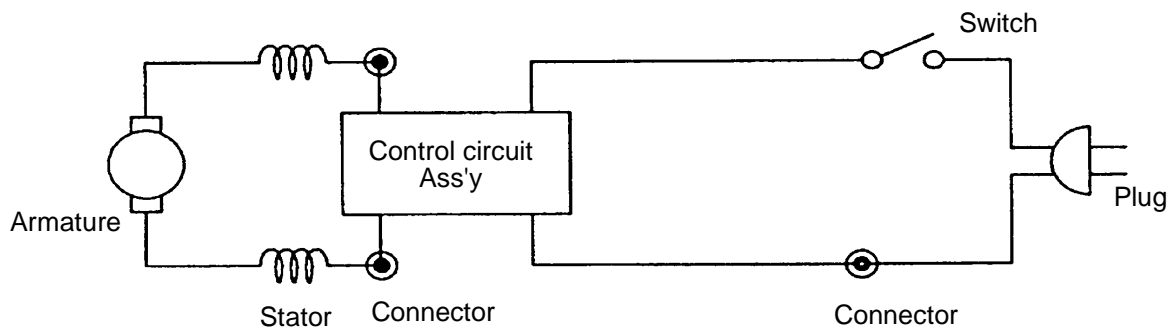 Switch
Control circuit
Ass'y
Armature
Plug
Stator
Connector
Connector